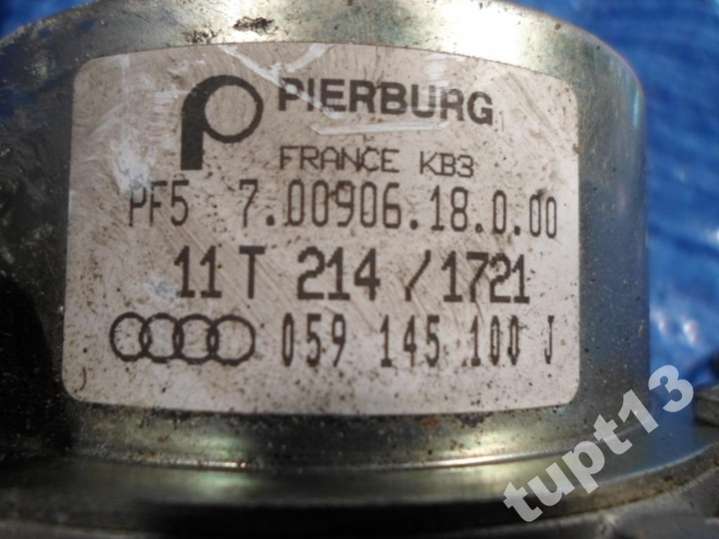 PIERBURG
FRANCE KB3
PF5 7.00906.18.0.00
11 T 214 / 1721
059 145 100 J
tupt13